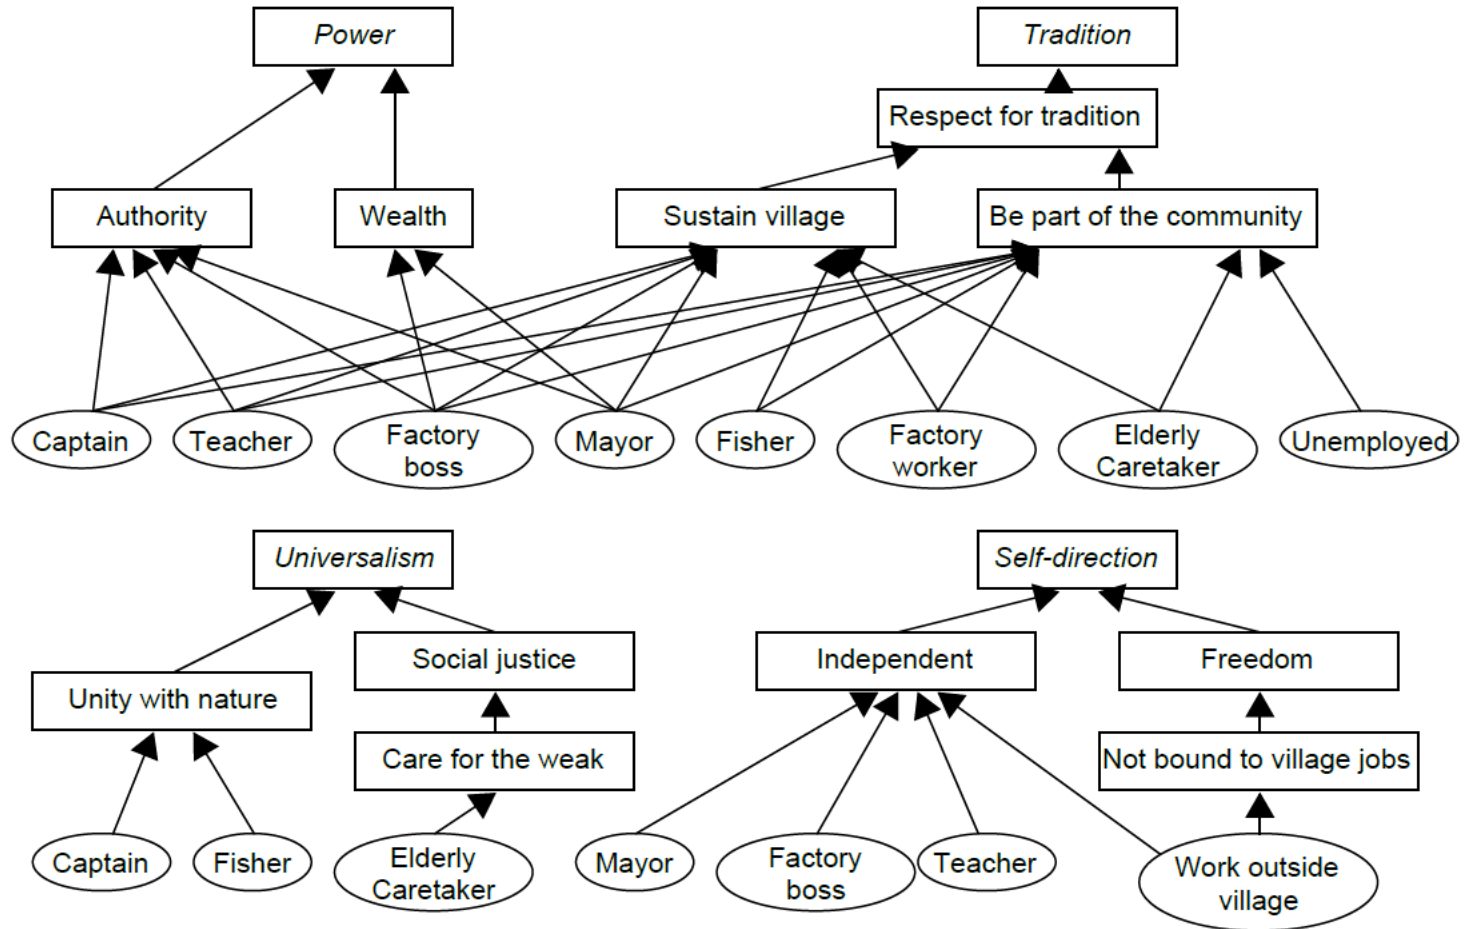 Power
Tradition
Respect for tradition
Authority
Wealth
Sustain village
Be part of the community
Captain
Teacher
Factory
boss
Mayor
Fisher
Factory
worker
Elderly
Caretaker
Unemployed
Universalism
Self-direction
Social justice
Independent
Freedom
Unity with nature
Care for the weak
Not bound to village jobs
Captain
Fisher
Elderly
Caretaker
Mayor
Factory
boss
Teacher
Work outside
village